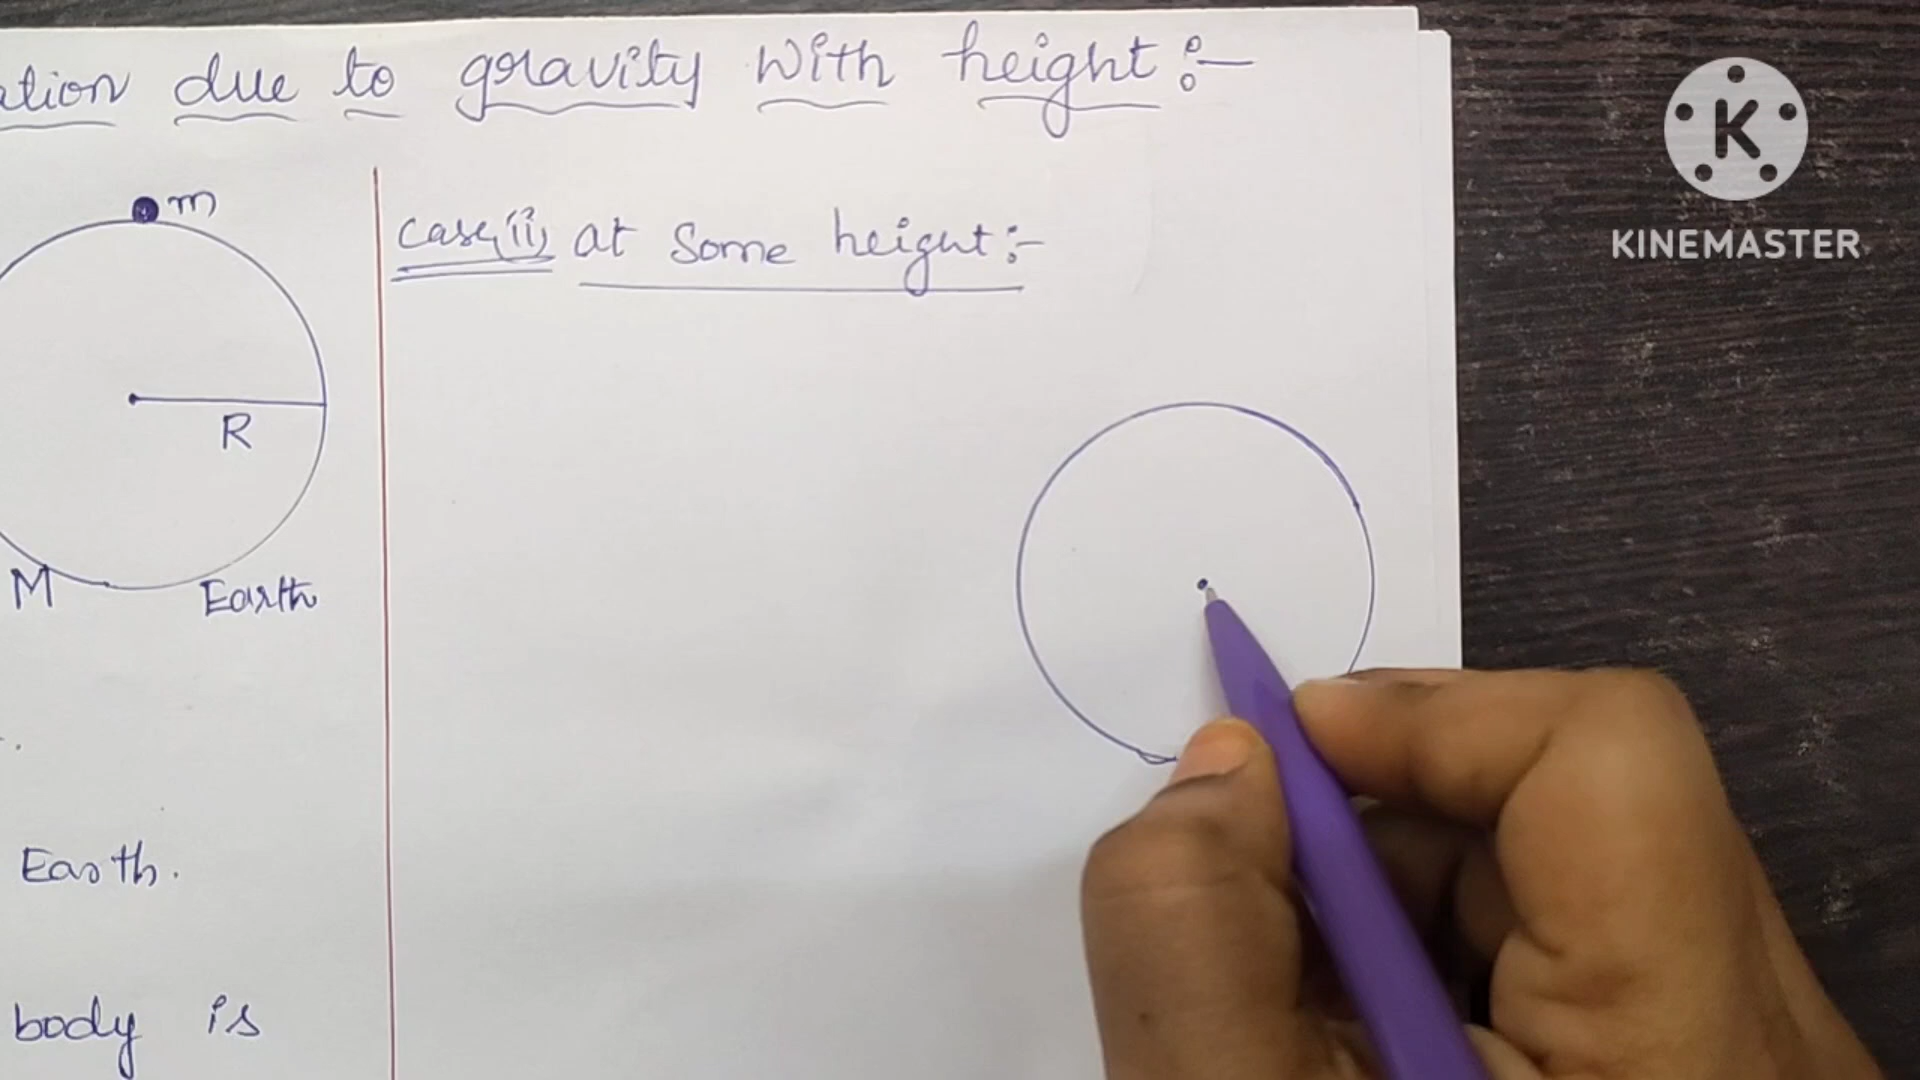 ation due to gravity with height :-
m
case(ii) at some height:-
R
M
Earth
Earth.
body is
K
KINEMASTER